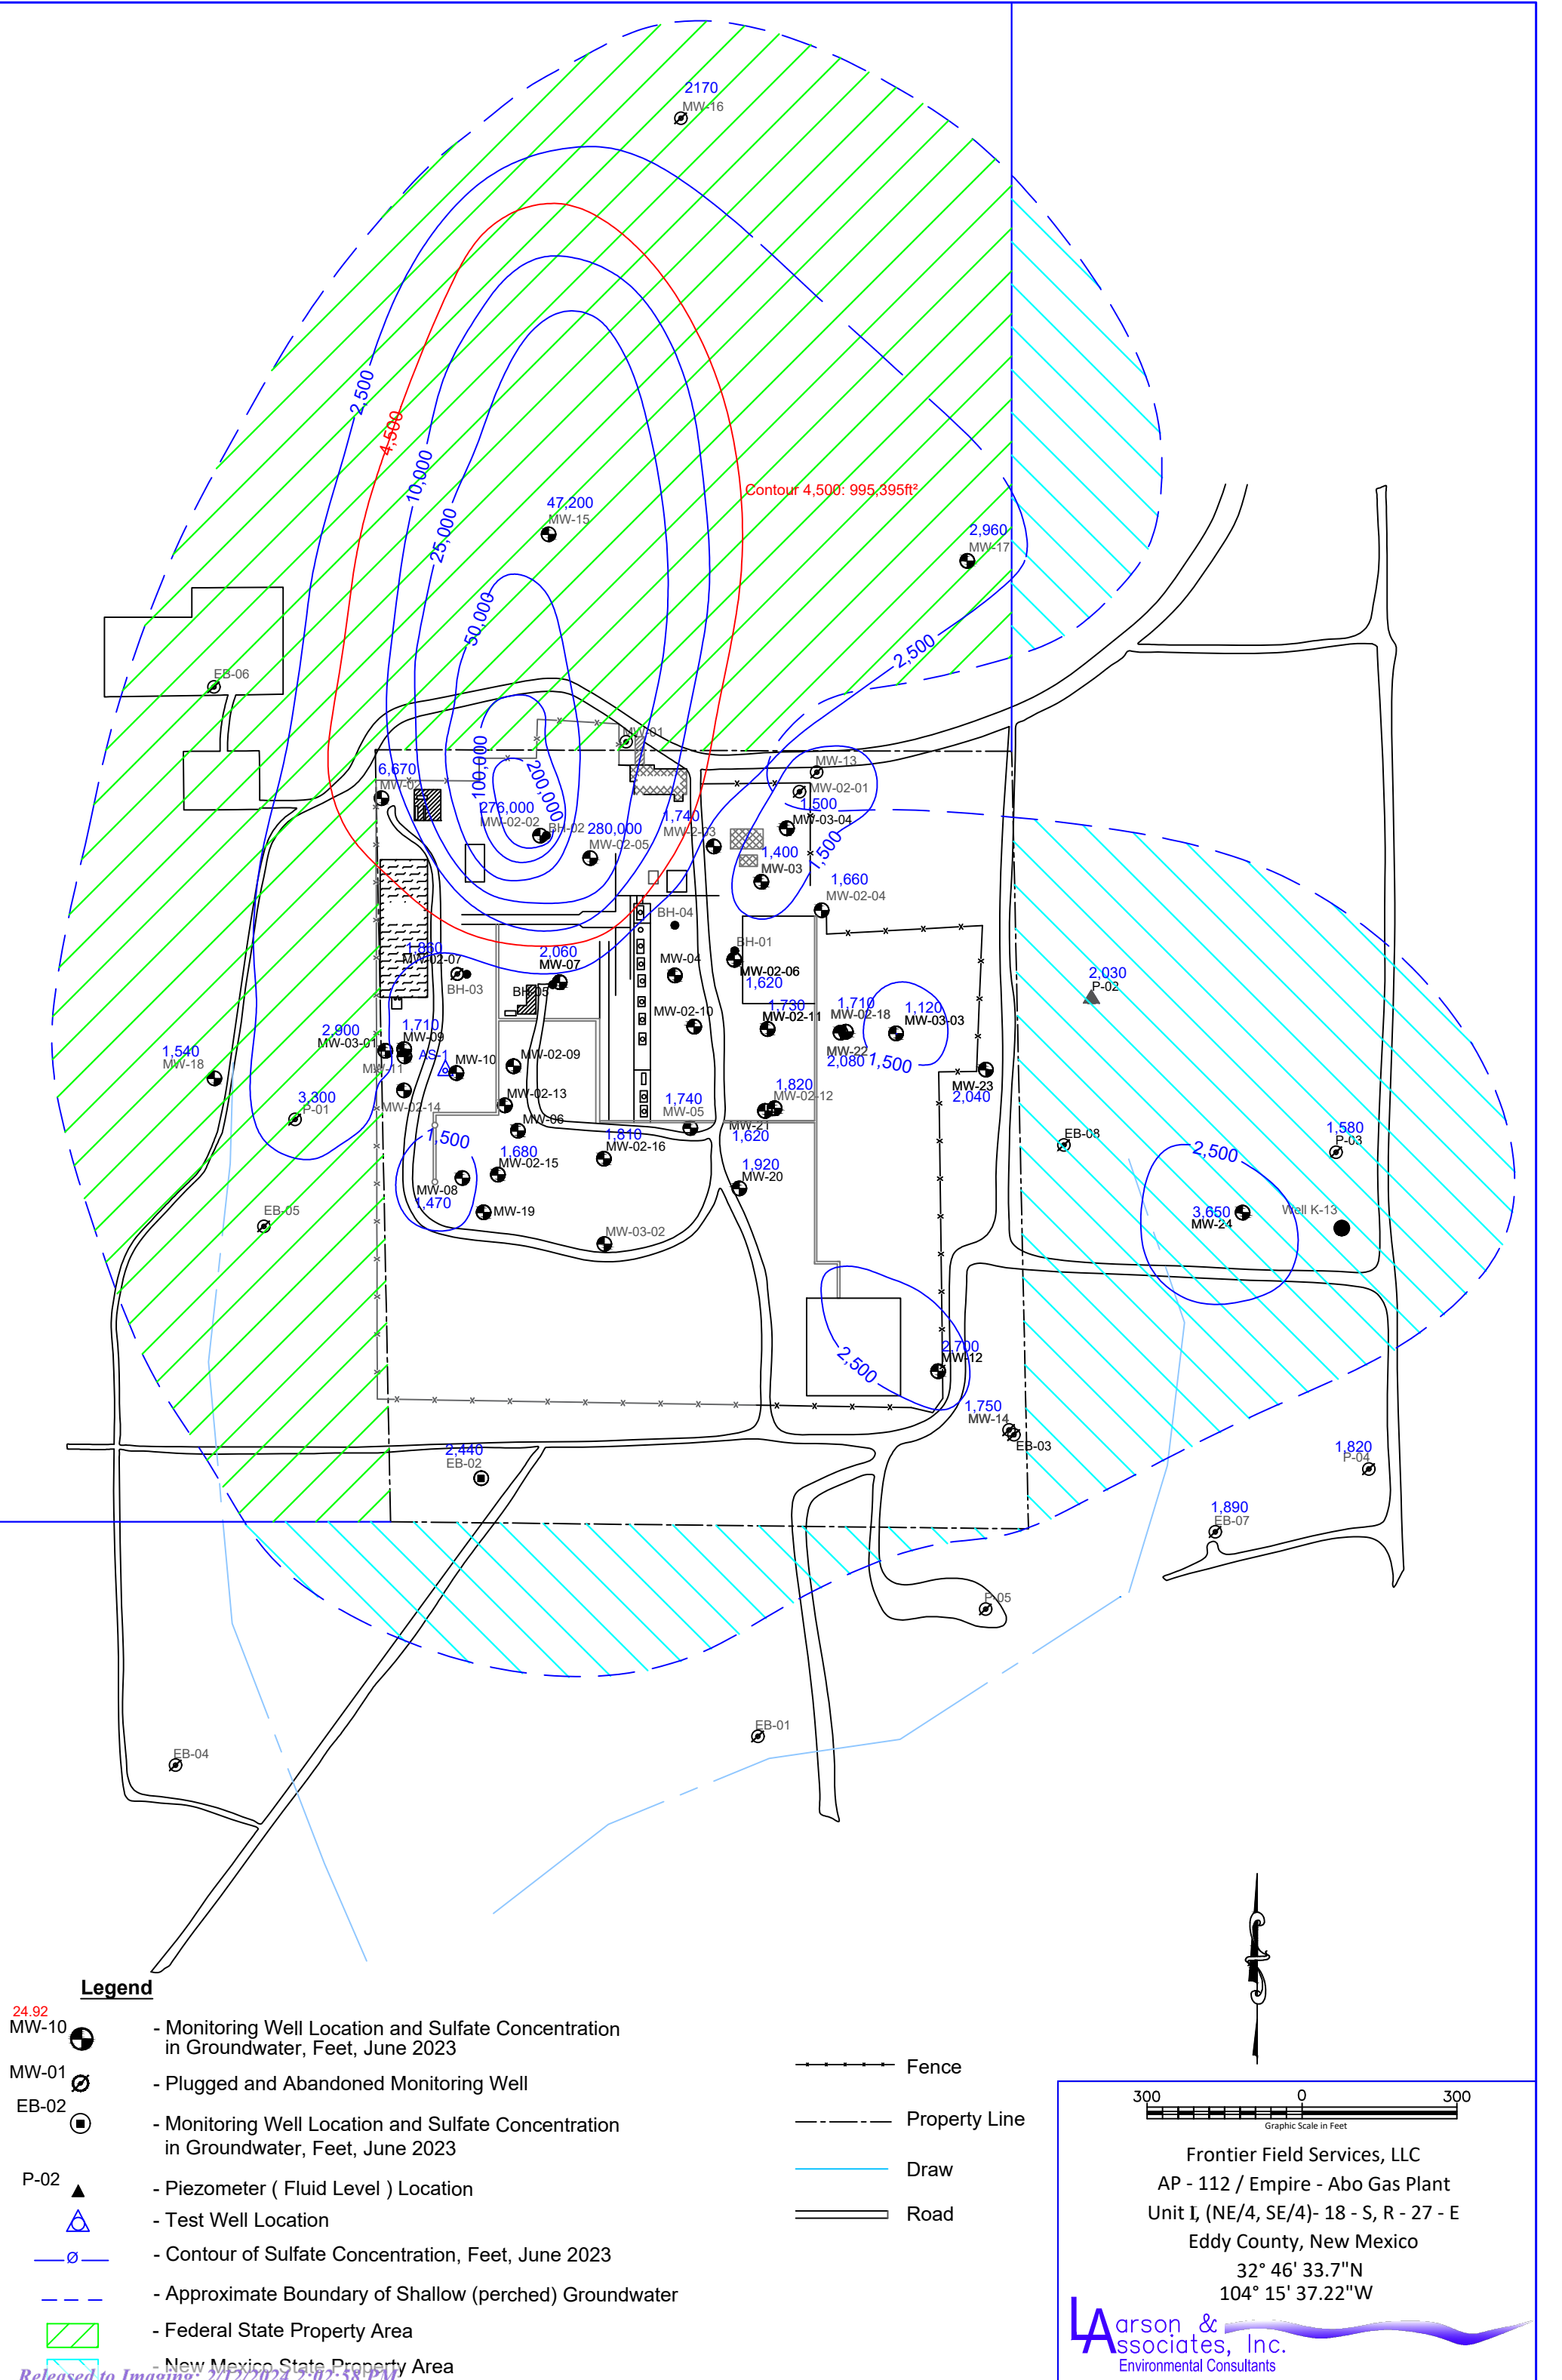 2170
MW-16
2,500
4,500
10,000
25,000
Contour 4,500: 995,395ft²
47,200
MW-15
2,960
MW-17
50,000
2,500
EB-06
MW-01
100,000
200,000
MW-13
MW-02-01
6,670
MW-02
276,000
MW-02-02
BH-02
280,000
MW-02-05
1,740
1,500
MW-03-04
1,400
MW-03
1,500
1,660
MW-02-04
BH-04
BH-01
1,860
MW-02-07
BH-03
2,060
MW-07
BH-05
MW-04
MW-02-06
1,620
2,030
P-02
MW-02-10
1,730
MW-02-11
1,710
MW-02-18
1,120
MW-03-03
MW-22
2,080
1,500
2,900
MW-03-01
1,710
MW-09
AS-1
MW-11
MW-10
MW-02-09
1,540
MW-18
MW-23
2,040
3,300
P-01
MW-02-14
MW-02-13
MW-06
1,740
MW-05
1,820
MW-02-12
MW-21
1,620
EB-08
1,580
P-03
1,500
1,680
MW-02-15
1,810
MW-02-16
2,500
MW-08
1,470
1,920
MW-20
MW-19
3,650
MW-24
Well K-13
EB-05
MW-03-02
2,500
2,700
MW-12
1,750
MW-14
EB-03
2,440
EB-02
1,820
P-04
1,890
EB-07
P-05
EB-01
EB-04
Legend
24.92
MW-10
- Monitoring Well Location and Sulfate Concentration
in Groundwater, Feet, June 2023
MW-01
- Plugged and Abandoned Monitoring Well
EB-02
- Monitoring Well Location and Sulfate Concentration
in Groundwater, Feet, June 2023
P-02
- Piezometer ( Fluid Level ) Location
- Test Well Location
Ø
- Contour of Sulfate Concentration, Feet, June 2023
- Approximate Boundary of Shallow (perched) Groundwater
- Federal State Property Area
- New Mexico State Property Area
Fence
Property Line
Draw
Road
300 0 300
Graphic Scale in Feet
Frontier Field Services, LLC
AP - 112 / Empire - Abo Gas Plant
Unit I, (NE/4, SE/4)- 18 - S, R - 27 - E
Eddy County, New Mexico
32° 46' 33.7"N
104° 15' 37.22"W
Larson &
Associates, Inc.
Environmental Consultants
Released to Imaging: 2/12/2024 2:02:58 PM